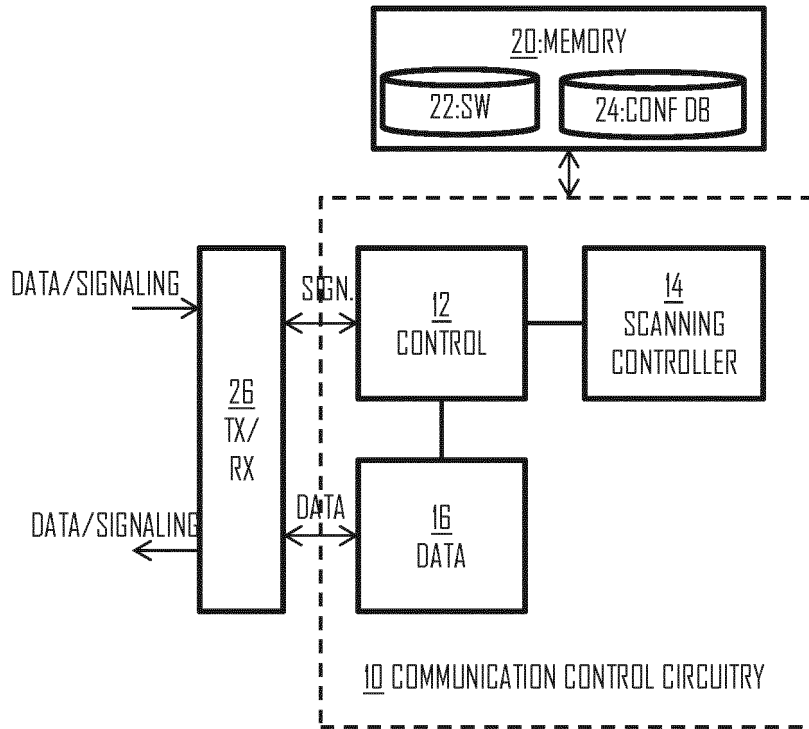 20:MEMORY
22:SW
24:CONF DB
DATA/SIGNALING
SIGN.
12
CONTROL
14
SCANNING
CONTROLLER
26
TX/
RX
DATA/SIGNALING
DATA
16
DATA
10 COMMUNICATION CONTROL CIRCUITRY